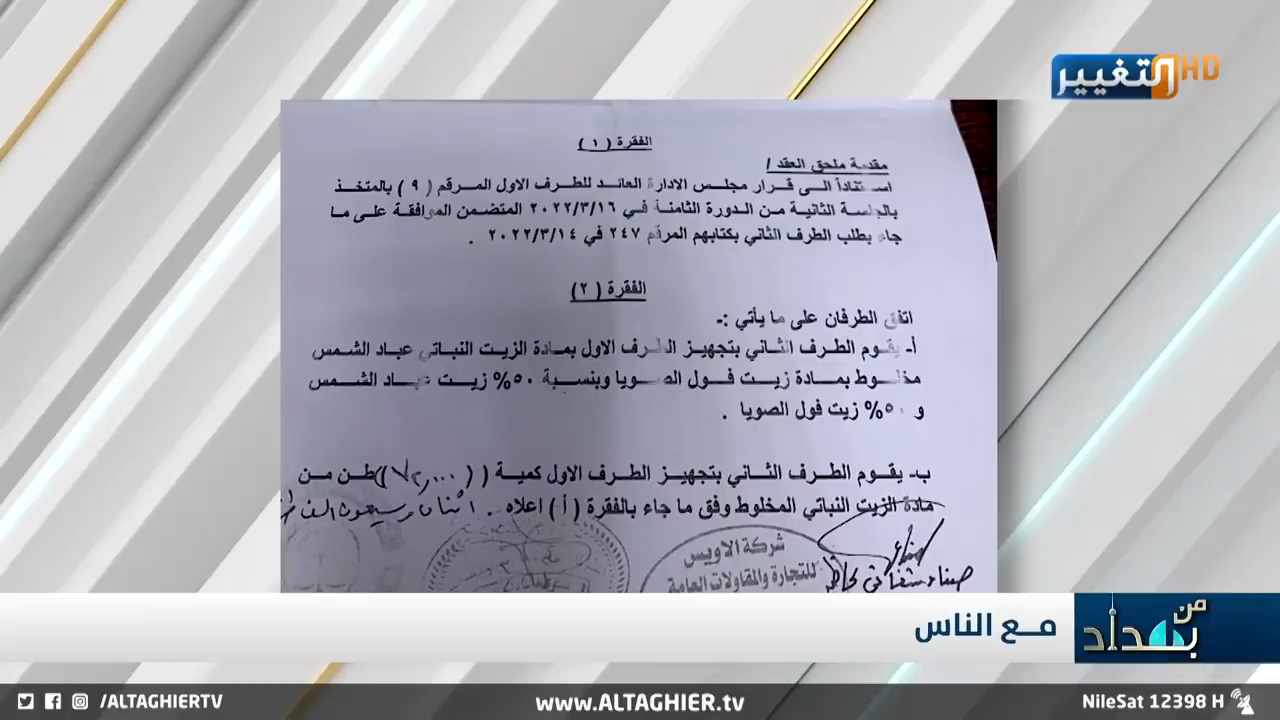 التغيير HD
الفقرة ( ١ )
مقدمة ملحق العقد /
استناداً الى قرار مجلس الادارة العائد للطرف الاول المرقم ( ٩ ) بالمتخذ
بالجلسة الثانية من الدورة الثامنة في ٢٠٢٢/٣/١٦ المتضمن الموافقة على ما
جاء بطلب الطرف الثاني بكتابهم المرقم ٢٤٧ في ٢٠٢٢/٣/١٤ .
الفقرة ( ٢ )
اتفق الطرفان على ما يأتي :-
أ- يقوم الطرف الثاني بتجهيز الطرف الاول بمادة الزيت النباتي عباد الشمس
مخلوط بمادة زيت فول الصويا وبنسبة ٥٠% زيت عباد الشمس
و ٥٠% زيت فول الصويا .
ب- يقوم الطرف الثاني بتجهيز الطرف الاول كمية ( (٧٢,٠٠٠) طن من
مادة الزيت النباتي المخلوط وفق ما جاء بالفقرة ( أ ) اعلاه . اثنان وسبعون الف
شركة الاويس
للتجارة والمقاولات العامة
مع الناس
من بغداد
/ALTAGHIERTV
www.ALTAGHIER.tv
NileSat 12398 H